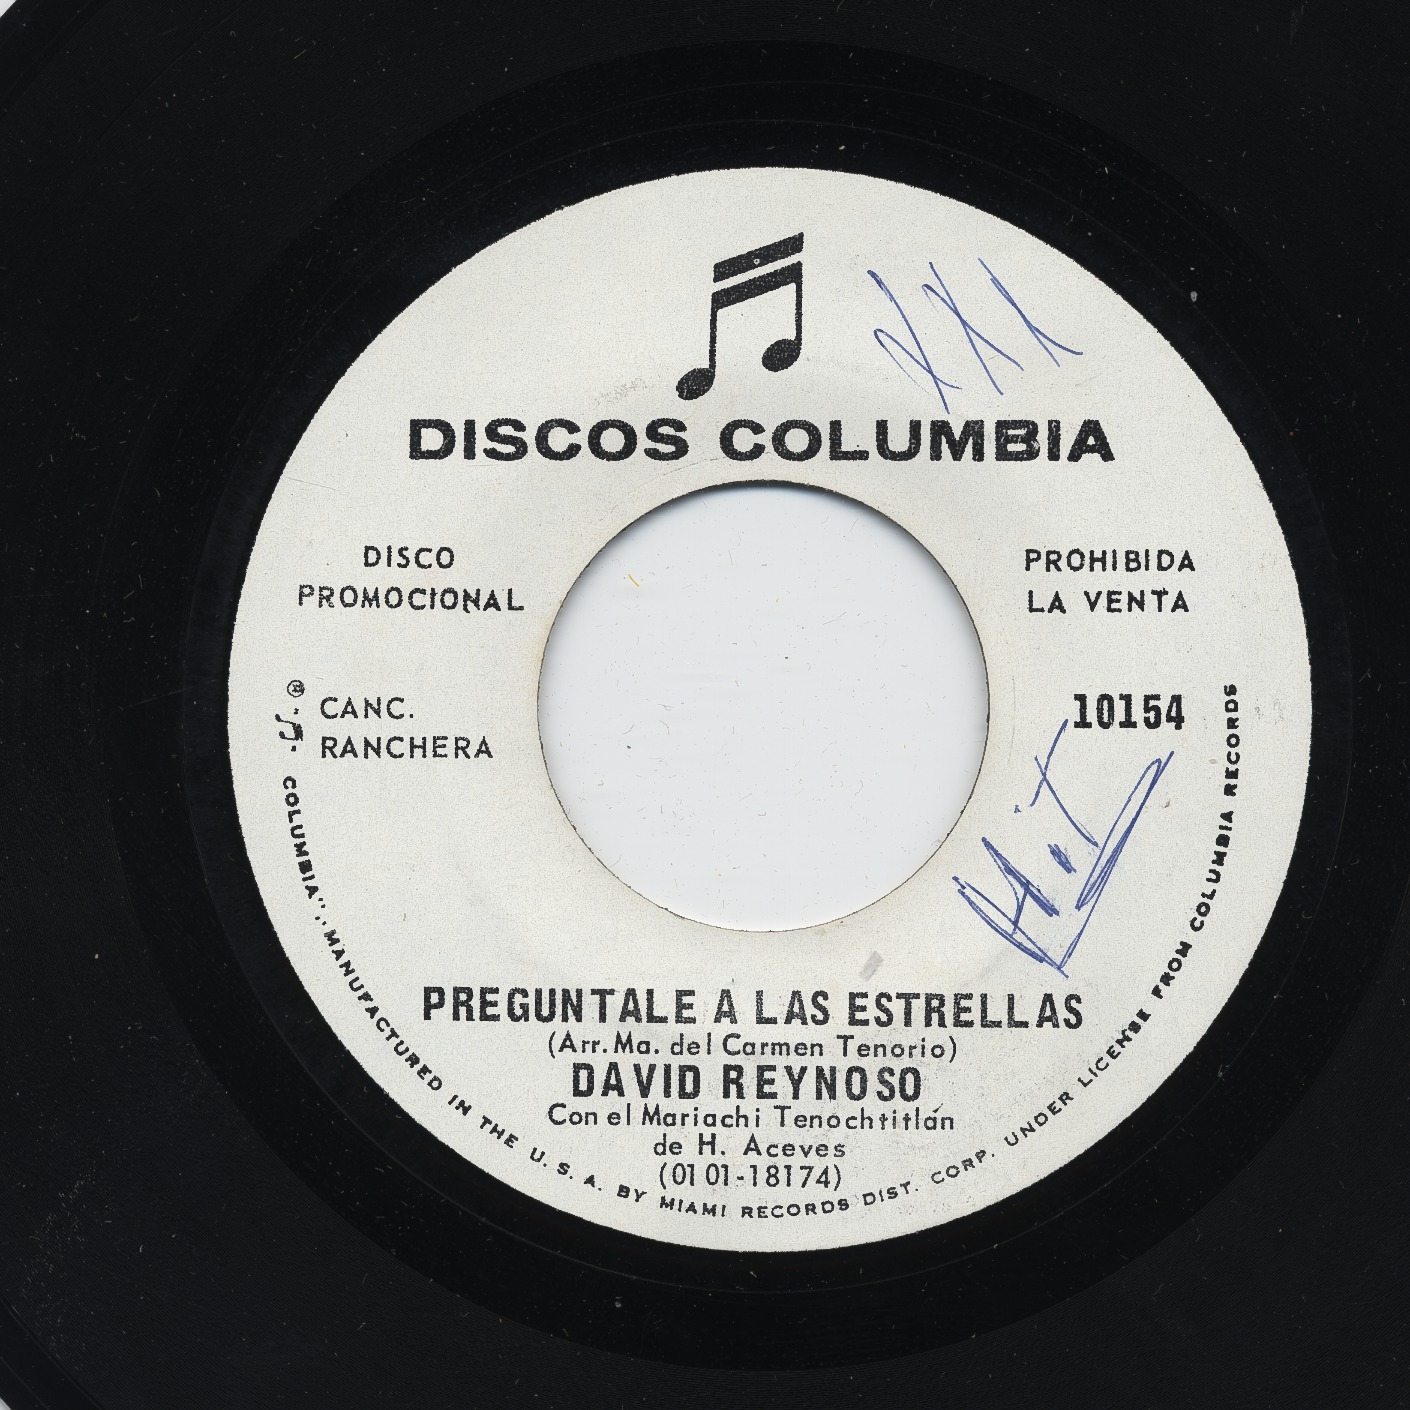 XXX
DISCOS COLUMBIA
DISCO
PROMOCIONAL
PROHIBIDA
LA VENTA
CANC.
RANCHERA
10154
Hit
PREGUNTALE A LAS ESTRELLAS
(Arr. Ma. del Carmen Tenorio)
DAVID REYNOSO
Con el Mariachi Tenochtitlán
de H. Aceves
(0101-18174)
® COLUMBIA", MANUFACTURED IN THE U. S. A. BY MIAMI RECORDS DIST. CORP. UNDER LICENSE FROM COLUMBIA RECORDS